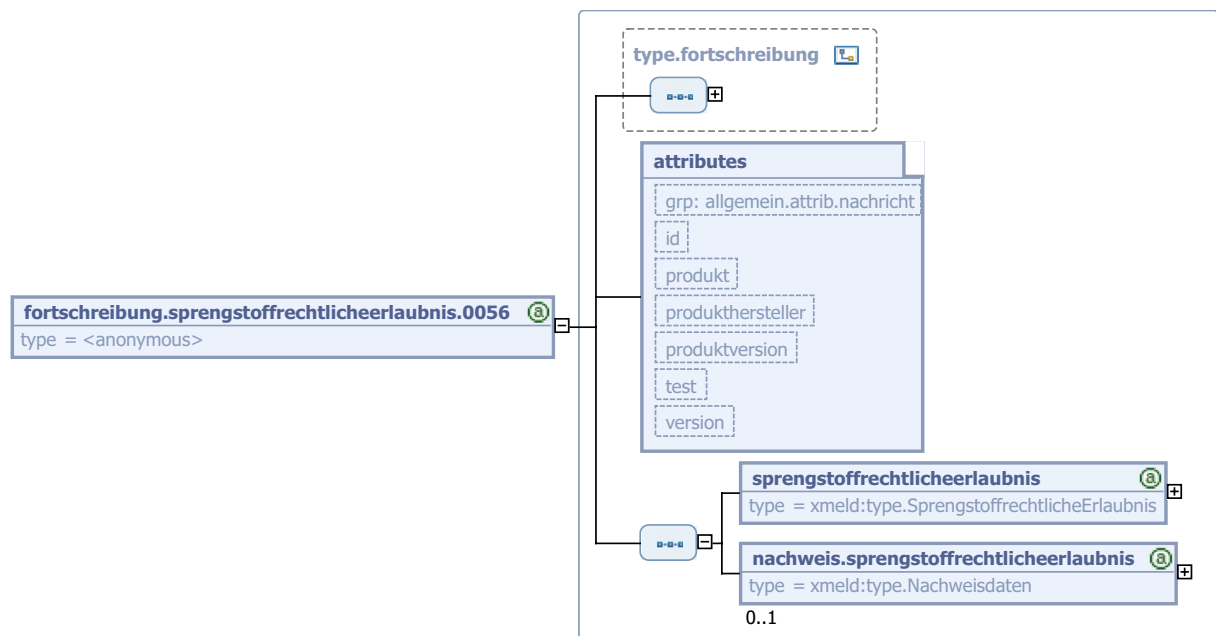 type.fortschreibung
attributes
grp: allgemein.attrib.nachricht
id
produkt
produkthersteller
produktversion
test
version
fortschreibung.sprengstoffrechtlicheerlaubnis.0056
type = <anonymous>
sprengstoffrechtlicheerlaubnis
type = xmeld:type.SprengstoffrechtlicheErlaubnis
nachweis.sprengstoffrechtlicheerlaubnis
type = xmeld:type.Nachweisdaten
0..1